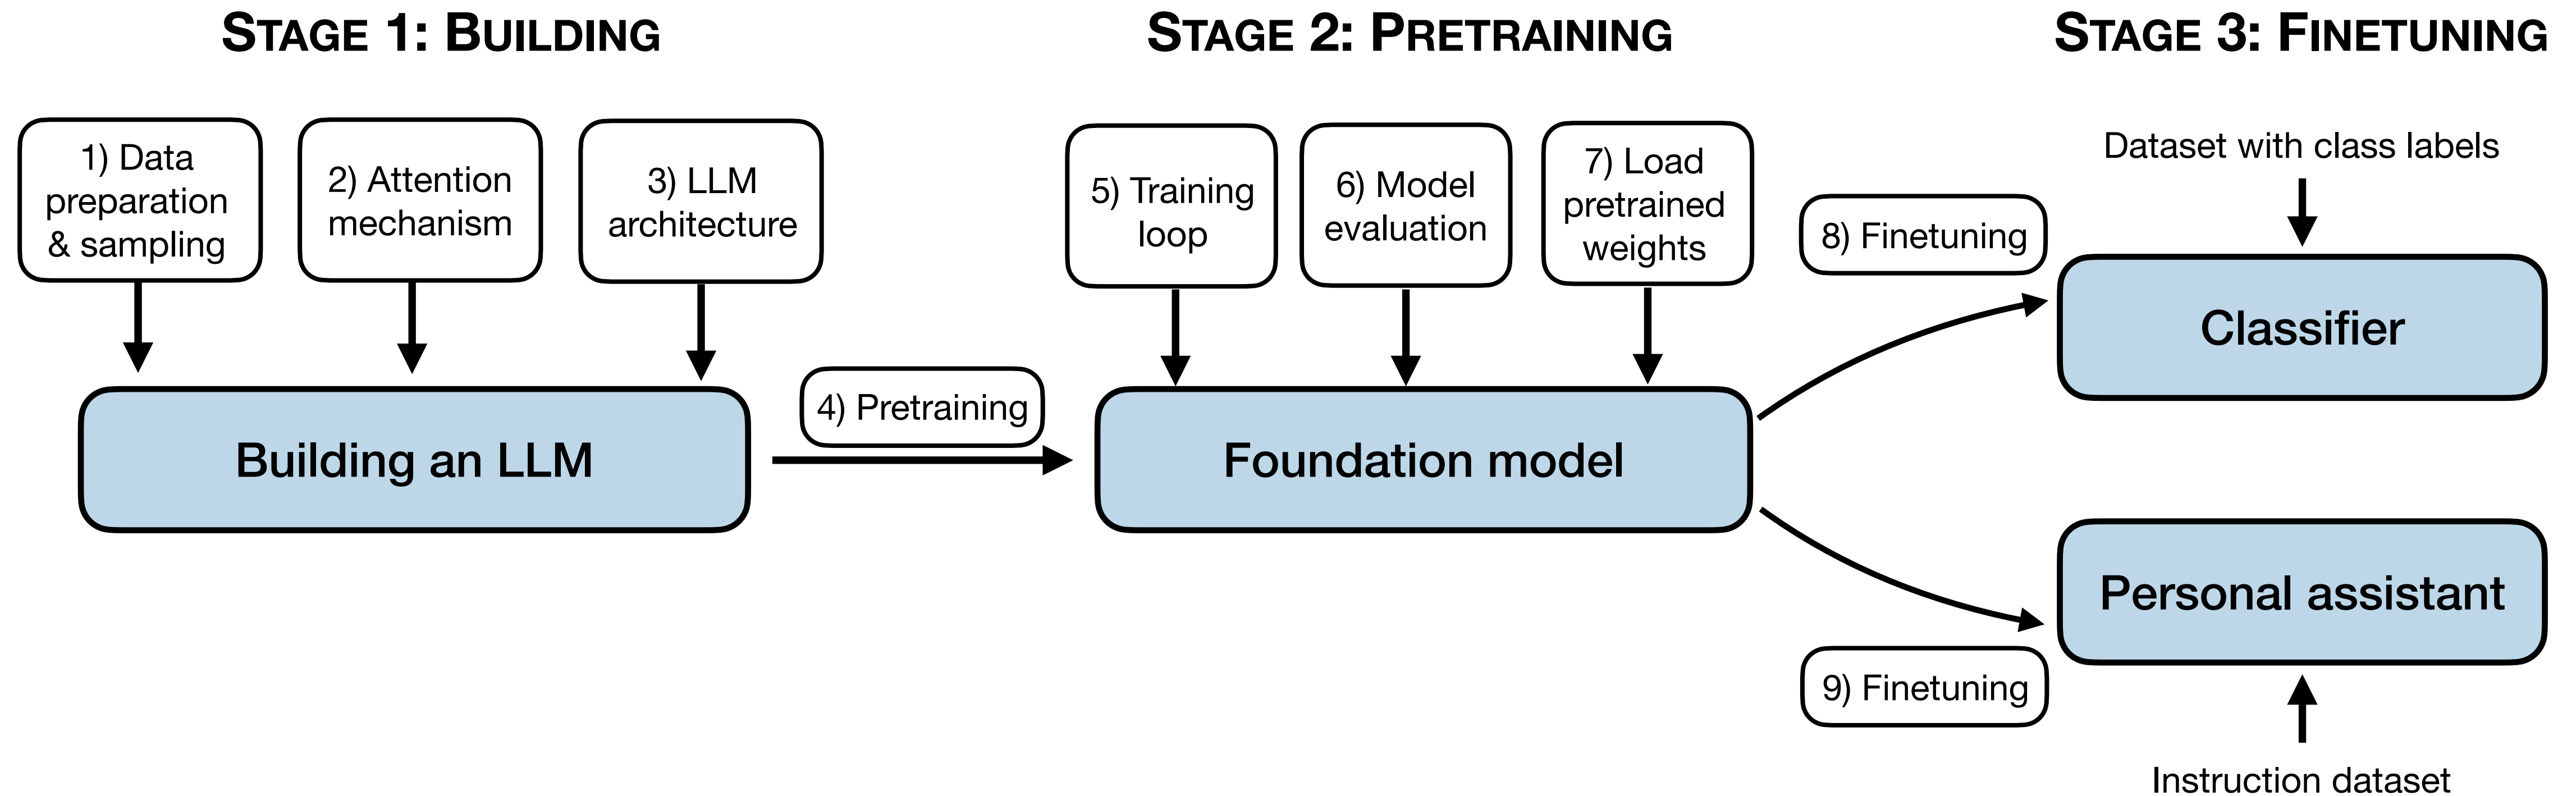 STAGE 1: BUILDING
STAGE 2: PRETRAINING
STAGE 3: FINETUNING
1) Data
preparation
& sampling
2) Attention
mechanism
3) LLM
architecture
Building an LLM
4) Pretraining
5) Training
loop
6) Model
evaluation
7) Load
pretrained
weights
Foundation model
8) Finetuning
Dataset with class labels
Classifier
9) Finetuning
Personal assistant
Instruction dataset